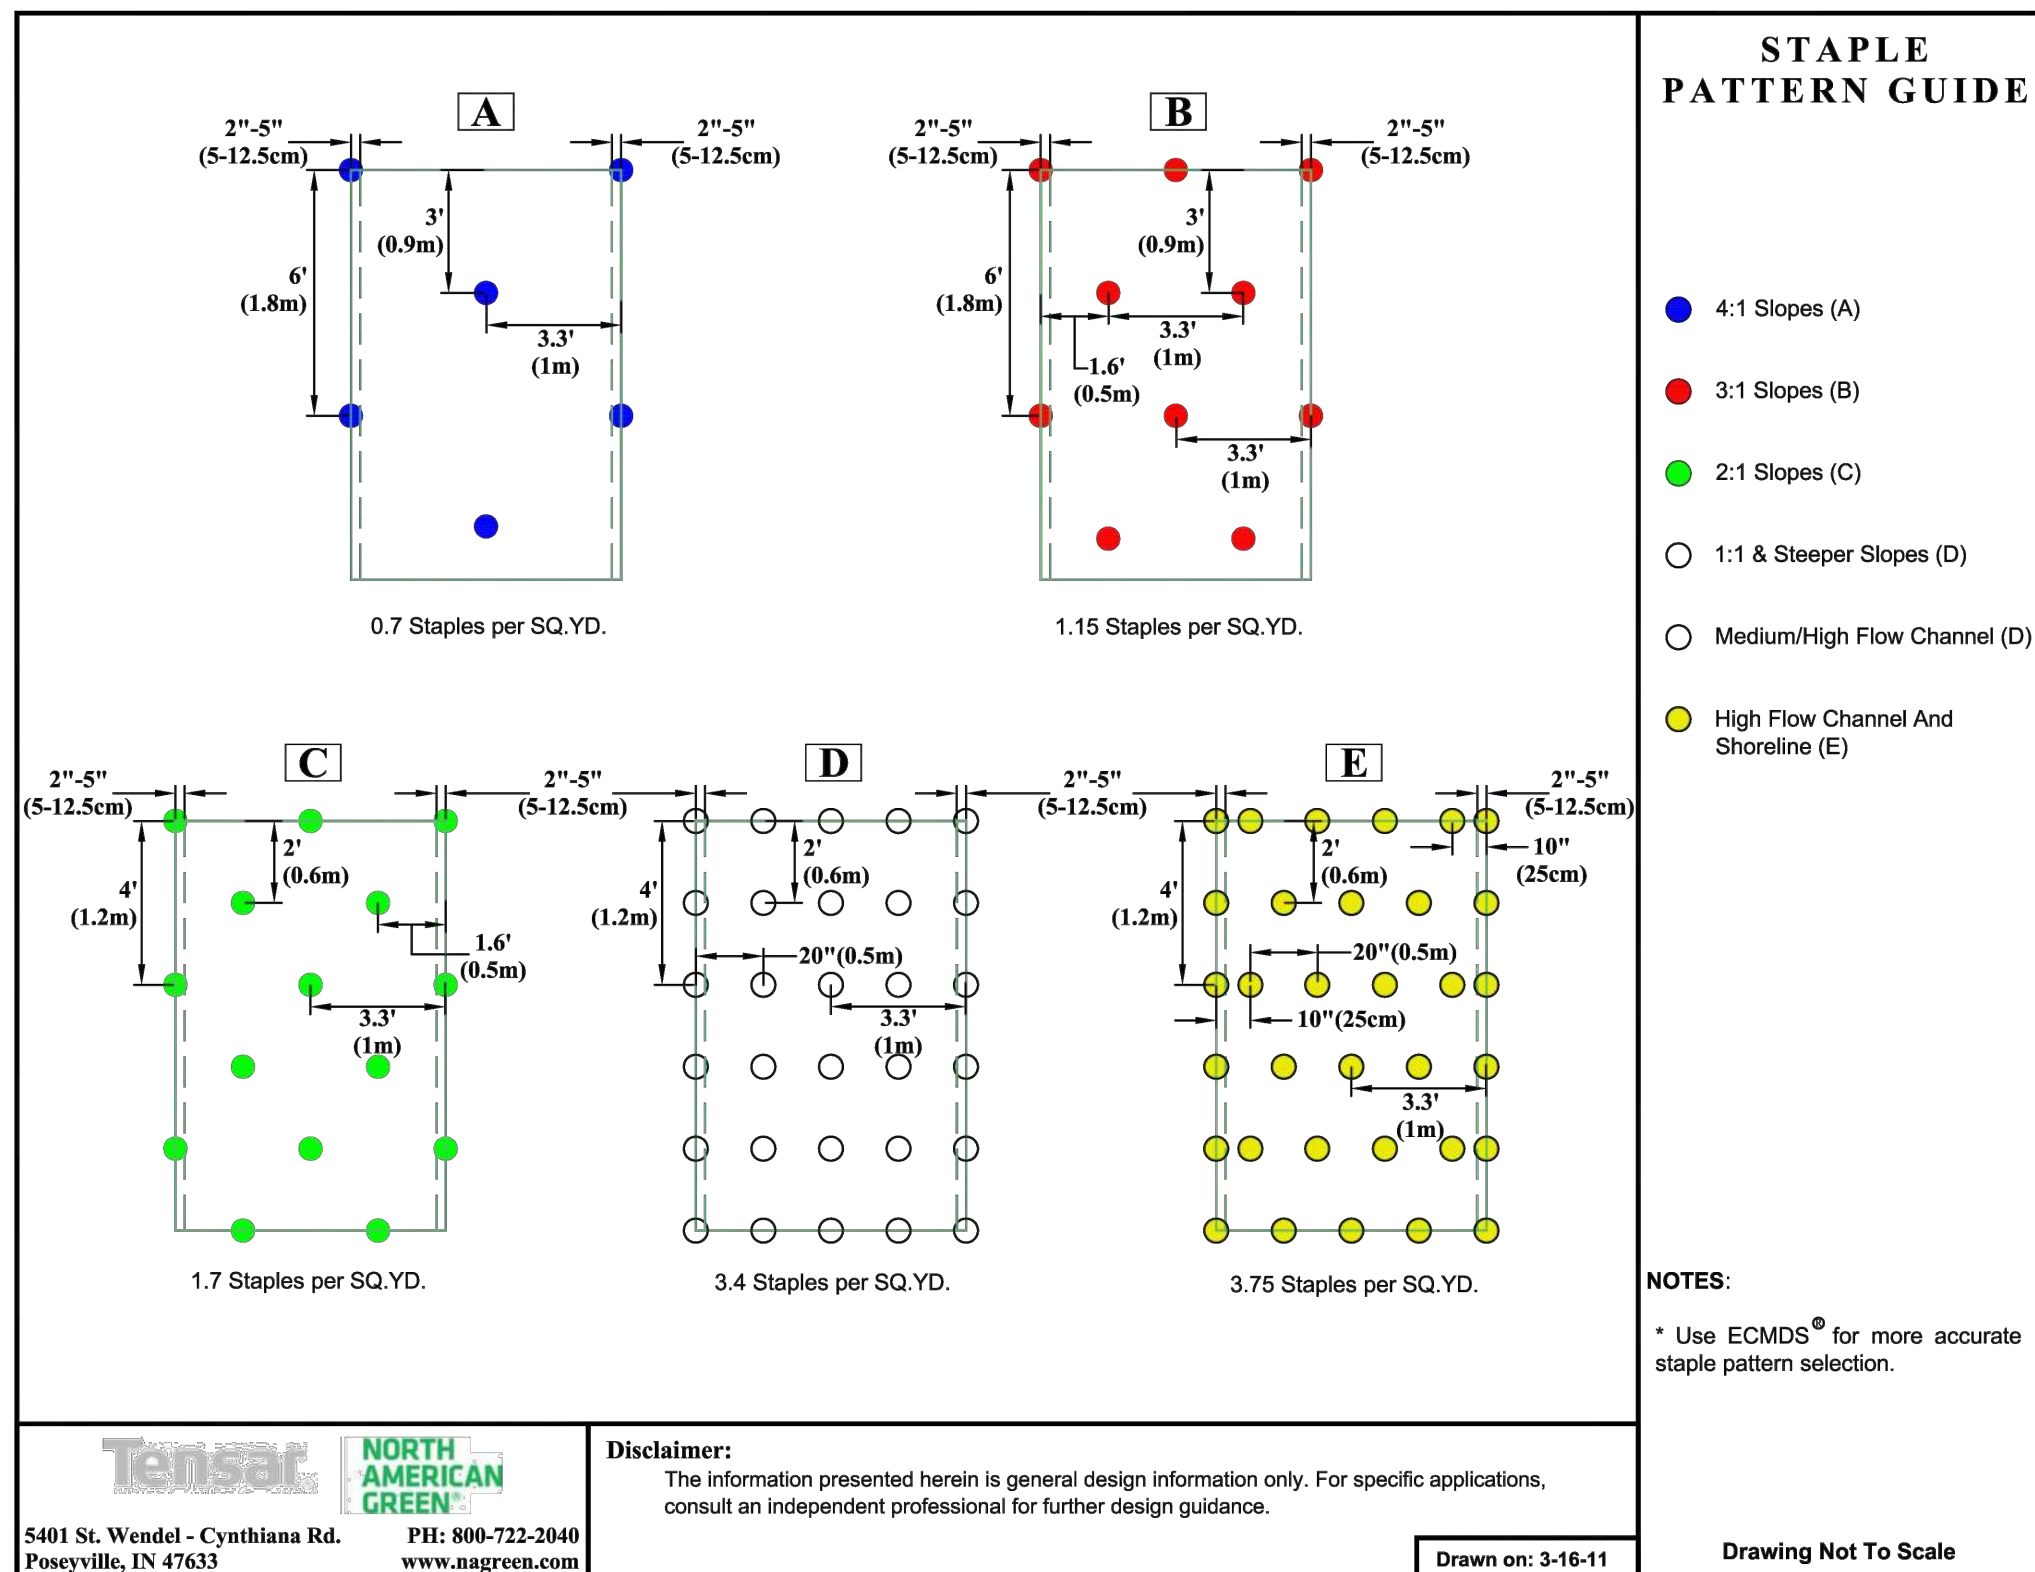 STAPLE
PATTERN GUIDE
A
2"-5"
(5-12.5cm)
2"-5"
(5-12.5cm)
3'
(0.9m)
6'
(1.8m)
3.3'
(1m)
0.7 Staples per SQ.YD.
B
2"-5"
(5-12.5cm)
2"-5"
(5-12.5cm)
3'
(0.9m)
6'
(1.8m)
3.3'
(1m)
1.6'
(0.5m)
3.3'
(1m)
1.15 Staples per SQ.YD.
4:1 Slopes (A)
3:1 Slopes (B)
2:1 Slopes (C)
1:1 & Steeper Slopes (D)
Medium/High Flow Channel (D)
High Flow Channel And
Shoreline (E)
C
2"-5"
(5-12.5cm)
2"-5"
(5-12.5cm)
2'
(0.6m)
4'
(1.2m)
1.6'
(0.5m)
3.3'
(1m)
1.7 Staples per SQ.YD.
D
2"-5"
(5-12.5cm)
2'
(0.6m)
4'
(1.2m)
20"(0.5m)
3.3'
(1m)
3.4 Staples per SQ.YD.
E
2"-5"
(5-12.5cm)
10"
(25cm)
2'
(0.6m)
4'
(1.2m)
20"(0.5m)
10"(25cm)
3.3'
(1m)
3.75 Staples per SQ.YD.
NOTES:
* Use ECMDS® for more accurate
staple pattern selection.
Tensar.
NORTH
AMERICAN
GREEN®
5401 St. Wendel - Cynthiana Rd.
Poseyville, IN 47633
PH: 800-722-2040
www.nagreen.com
Disclaimer:
The information presented herein is general design information only. For specific applications,
consult an independent professional for further design guidance.
Drawn on: 3-16-11
Drawing Not To Scale